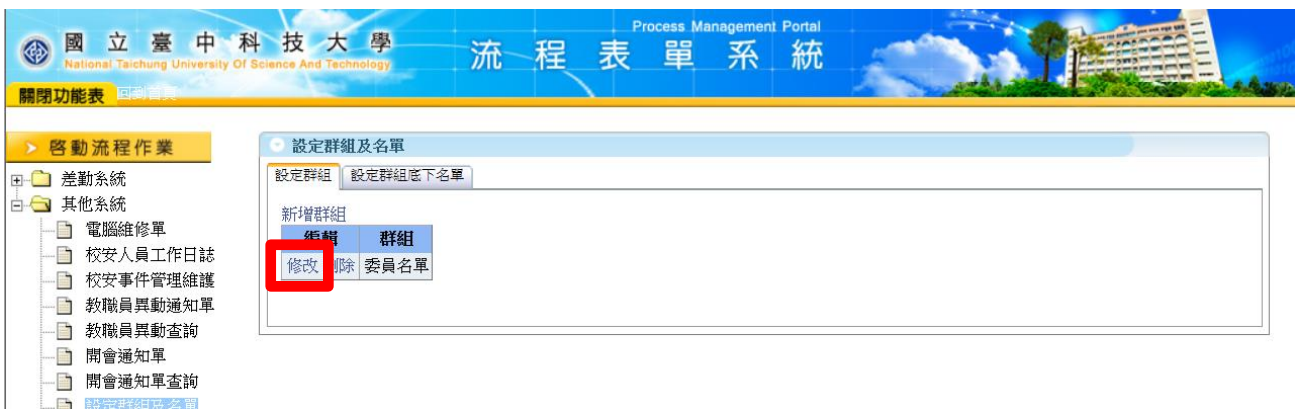 Process Management Portal
國立臺中科技大學
National Taichung University Of Science And Technology
流程表單系統
關閉功能表 回到首頁
啓動流程作業
設定群組及名單
設定群組 設定群組底下名單
差勤系統
其他系統
新增群組
編輯 群組
修改 刪除 委員名單
電腦維修單
校安人員工作日誌
校安事件管理維護
教職員異動通知單
教職員異動查詢
開會通知單
開會通知單查詢
設定群組及名單